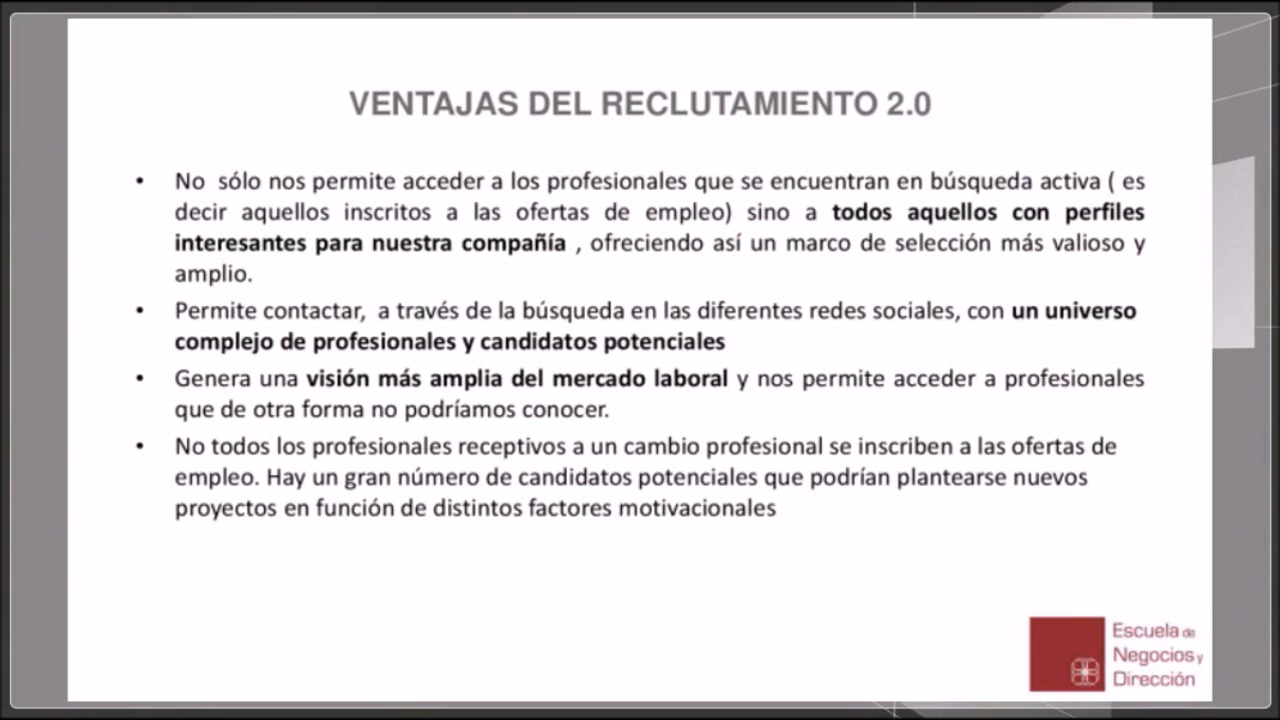 VENTAJAS DEL RECLUTAMIENTO 2.0
• No sólo nos permite acceder a los profesionales que se encuentran en búsqueda activa ( es
decir aquellos inscritos a las ofertas de empleo) sino a todos aquellos con perfiles
interesantes para nuestra compañía , ofreciendo así un marco de selección más valioso y
amplio.
• Permite contactar, a través de la búsqueda en las diferentes redes sociales, con un universo
complejo de profesionales y candidatos potenciales
• Genera una visión más amplia del mercado laboral y nos permite acceder a profesionales
que de otra forma no podríamos conocer.
• No todos los profesionales receptivos a un cambio profesional se inscriben a las ofertas de
empleo. Hay un gran número de candidatos potenciales que podrían plantearse nuevos
proyectos en función de distintos factores motivacionales
Escuela de
Negocios y
Dirección